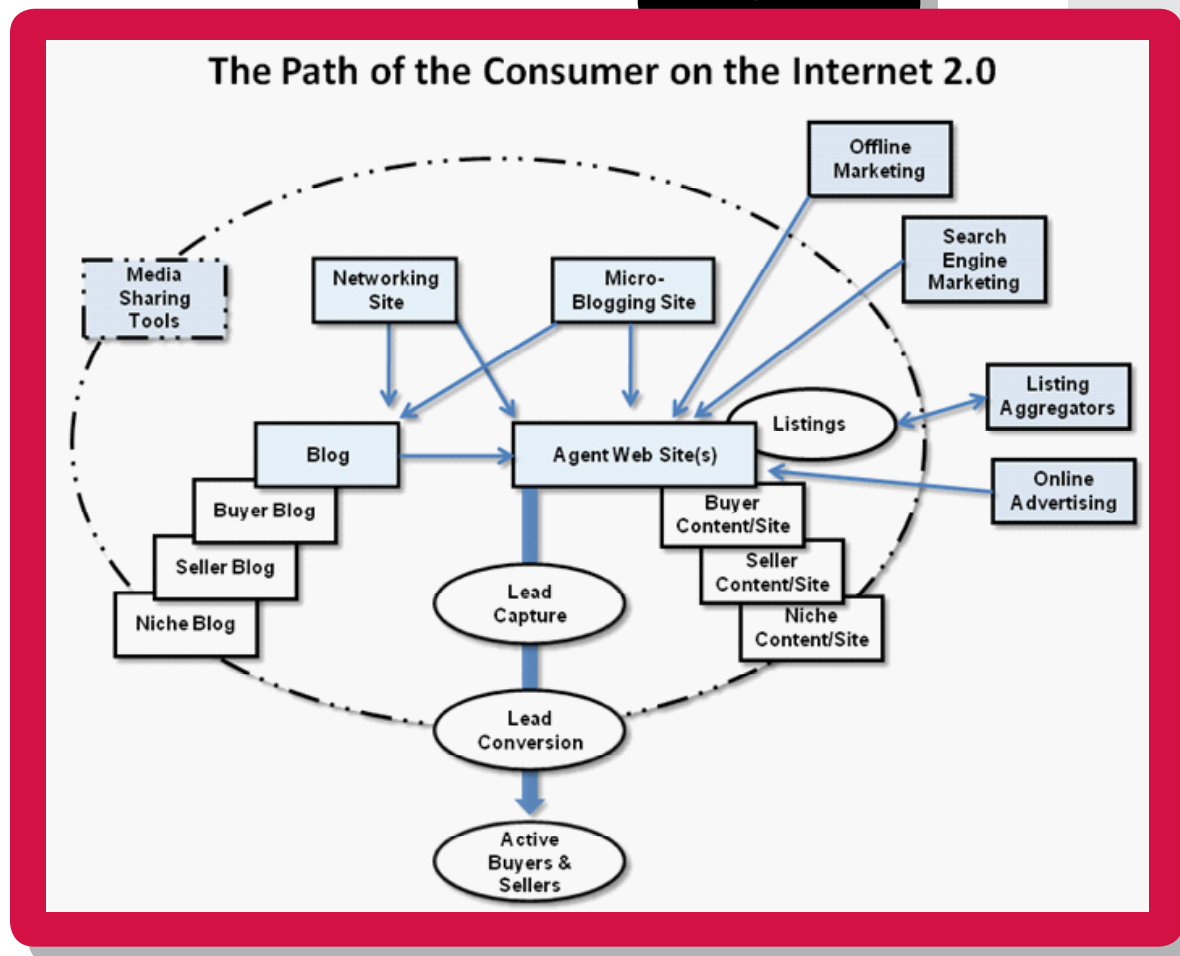 The Path of the Consumer on the Internet 2.0
Offline
Marketing
Search
Engine
Marketing
Media
Sharing
Tools
Networking
Site
Micro-
Blogging Site
Listing
Aggregators
Listings
Blog
Agent Web Site(s)
Online
Advertising
Buyer Blog
Buyer
Content/Site
Seller Blog
Seller
Content/Site
Lead
Capture
Niche Blog
Niche
Content/Site
Lead
Conversion
Active
Buyers &
Sellers